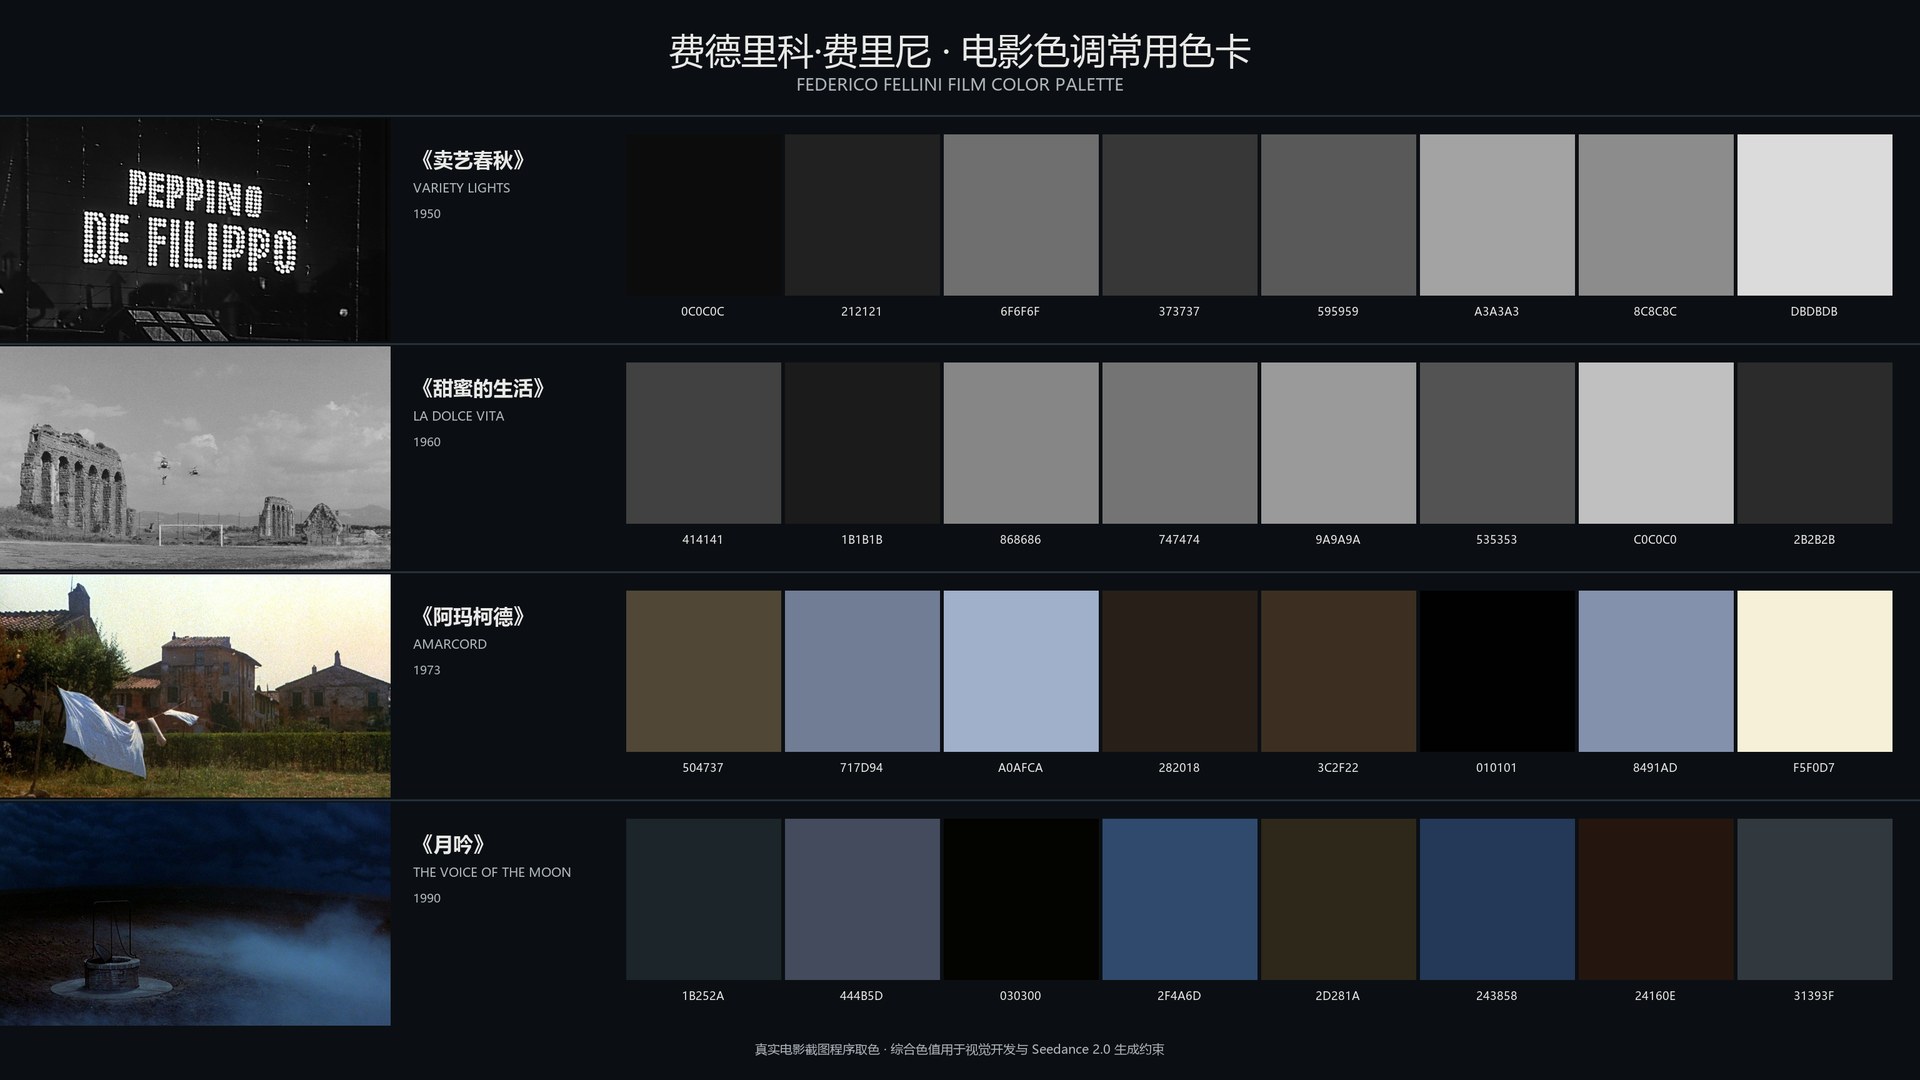 费德里科·费里尼 · 电影色调常用色卡
FEDERICO FELLINI FILM COLOR PALETTE
PEPPINO
DE FILIPPO
《卖艺春秋》
VARIETY LIGHTS
1950
0C0C0C 212121 6F6F6F 373737 595959 A3A3A3 8C8C8C DBDBDB
《甜蜜的生活》
LA DOLCE VITA
1960
414141 1B1B1B 868686 747474 9A9A9A 535353 C0C0C0 2B2B2B
《阿玛柯德》
AMARCORD
1973
504737 717D94 A0AFCA 282018 3C2F22 010101 8491AD F5F0D7
《月吟》
THE VOICE OF THE MOON
1990
1B252A 444B5D 030300 2F4A6D 2D281A 243858 24160E 31393F
真实电影截图程序取色 · 综合色值用于视觉开发与 Seedance 2.0 生成约束